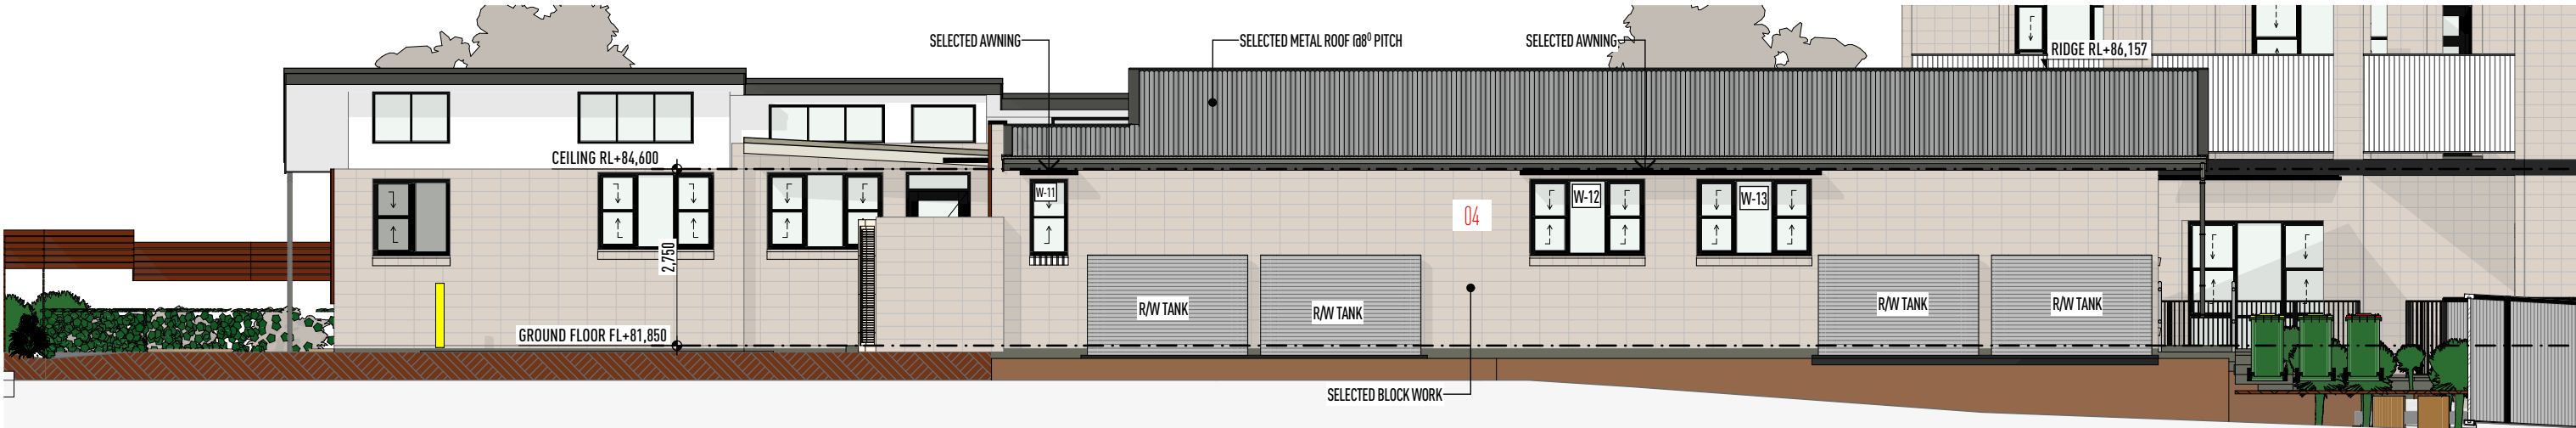 SELECTED AWNING
SELECTED METAL ROOF @8⁰ PITCH
SELECTED AWNING
RIDGE RL+86,157
CEILING RL+84,600
W-11
W-12
W-13
04
2,750
R/W TANK
R/W TANK
R/W TANK
R/W TANK
GROUND FLOOR FL+81,850
SELECTED BLOCK WORK